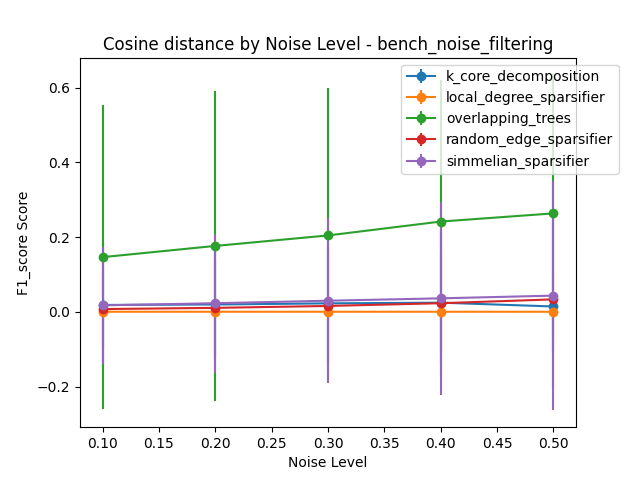 Cosine distance by Noise Level - bench_noise_filtering
k_core_decomposition
local_degree_sparsifier
overlapping_trees
random_edge_sparsifier
simmelian_sparsifier
F1_score Score
0.6
0.4
0.2
0.0
−0.2
0.10 0.15 0.20 0.25 0.30 0.35 0.40 0.45 0.50
Noise Level